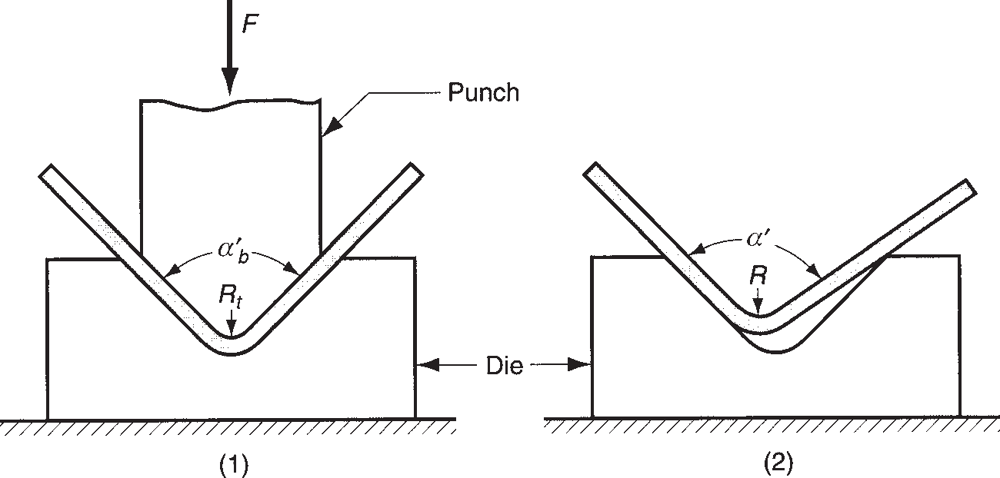 F
Punch
α′b
Rt
α′
R
Die
(1)
(2)